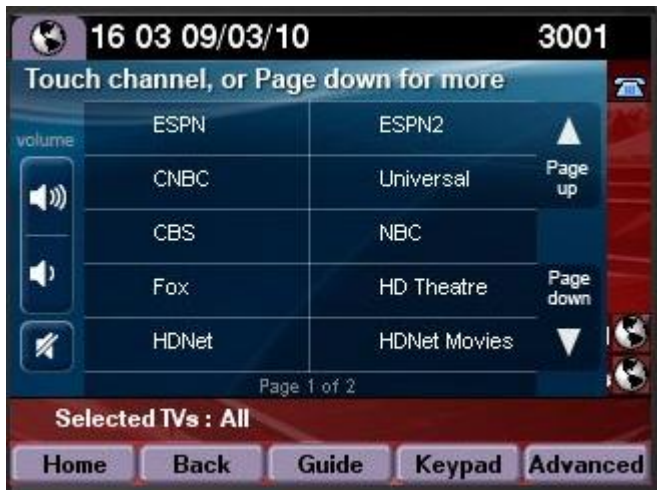 16 03 09/03/10 3001
Touch channel, or Page down for more
volume
ESPN ESPN2
CNBC Universal
Page up
CBS NBC
Fox HD Theatre
Page down
HDNet HDNet Movies
Page 1 of 2
Selected TVs : All
Home Back Guide Keypad Advanced